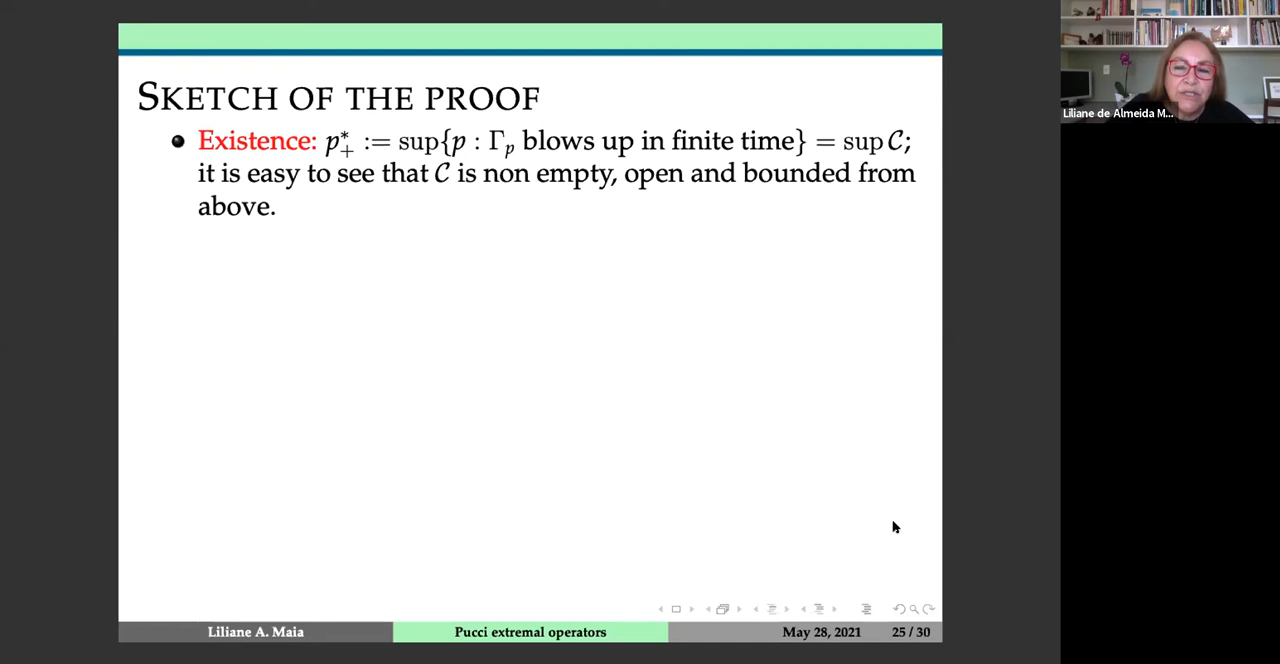 SKETCH OF THE PROOF
Existence: p*₊ := sup{p : Γₚ blows up in finite time} = sup 𝒞;
it is easy to see that 𝒞 is non empty, open and bounded from
above.
Liliane A. Maia
Pucci extremal operators
May 28, 2021
25 / 30
Liliane de Almeida M...